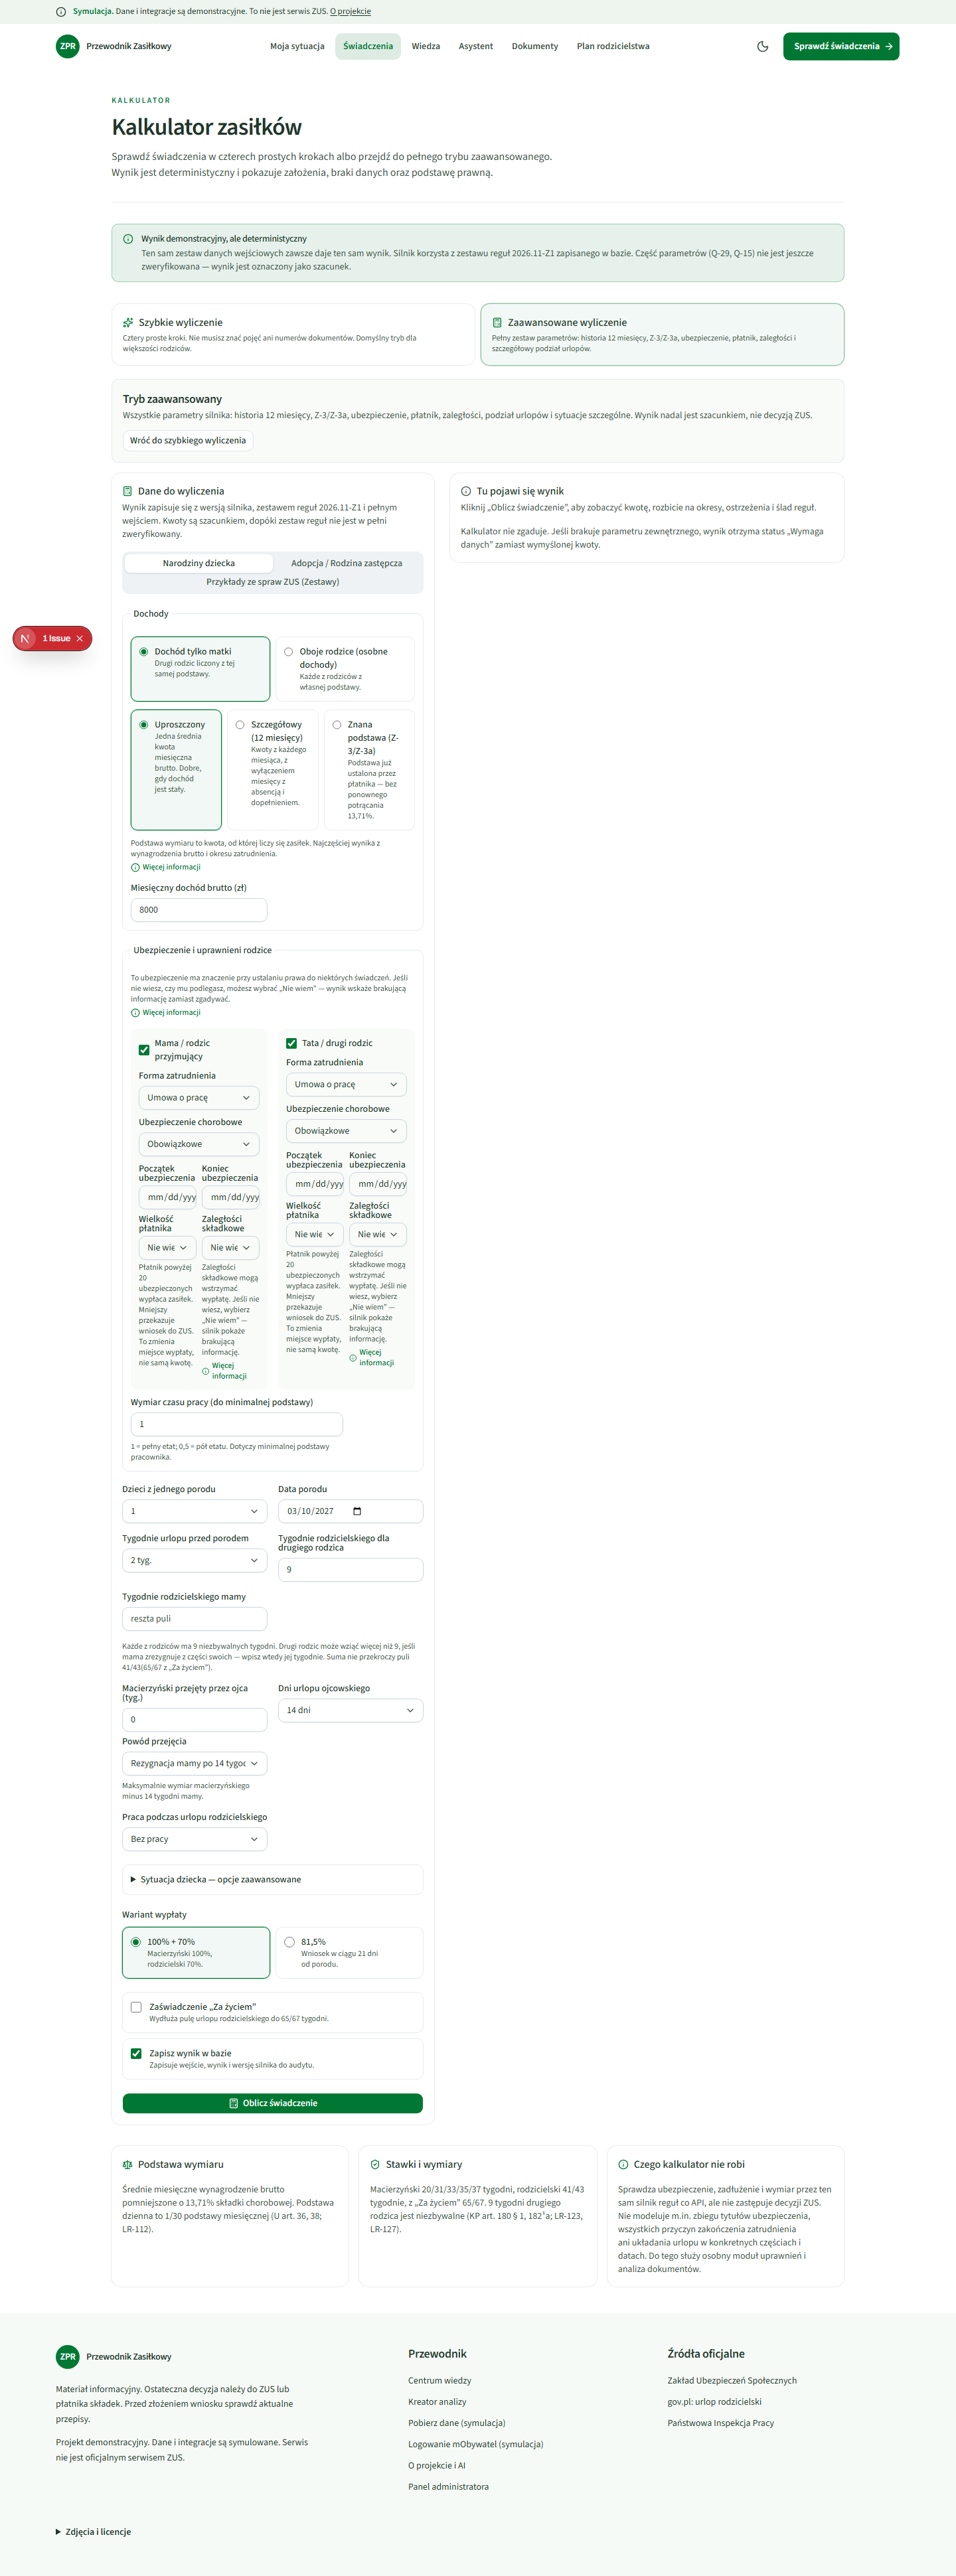 Symulacja. Dane i integracje są demonstracyjne. To nie jest serwis ZUS. O projekcie
ZPR Przewodnik Zasiłkowy
Moja sytuacja
Świadczenia
Wiedza
Asystent
Dokumenty
Plan rodzicielstwa
Sprawdź świadczenia →
KALKULATOR
Kalkulator zasiłków
Sprawdź świadczenia w czterech prostych krokach albo przejdź do pełnego trybu zaawansowanego.
Wynik jest deterministyczny i pokazuje założenia, braki danych oraz podstawę prawną.
Wynik demonstracyjny, ale deterministyczny
Ten sam zestaw danych wejściowych zawsze daje ten sam wynik. Silnik korzysta z zestawu reguł 2026.11-Z1 zapisanego w bazie. Część parametrów (Q-29, Q-15) nie jest jeszcze
zweryfikowana — wynik jest oznaczony jako szacunek.
Szybkie wyliczenie
Cztery proste kroki. Nie musisz znać pojęć ani numerów dokumentów. Domyślny tryb dla
większości rodziców.
Zaawansowane wyliczenie
Pełny zestaw parametrów: historia 12 miesięcy, Z-3/Z-3a, ubezpieczenie, płatnik, zaległości i
szczegółowy podział urlopów.
Tryb zaawansowany
Wszystkie parametry silnika: historia 12 miesięcy, Z-3/Z-3a, ubezpieczenie, płatnik, zaległości, podział urlopów i sytuacje szczególne. Wynik nadal jest szacunkiem, nie decyzją ZUS.
Wróć do szybkiego wyliczenia
Dane do wyliczenia
Wynik zapisuje się z wersją silnika, zestawem reguł 2026.11-Z1 i pełnym
wejściem. Kwoty są szacunkiem, dopóki zestaw reguł nie jest w pełni
zweryfikowany.
Narodziny dziecka
Adopcja / Rodzina zastępcza
Przykłady ze spraw ZUS (Zestawy)
Tu pojawi się wynik
Kliknij „Oblicz świadczenie”, aby zobaczyć kwotę, rozbicie na okresy, ostrzeżenia i ślad reguł.
Kalkulator nie zgaduje. Jeśli brakuje parametru zewnętrznego, wynik otrzyma status „Wymaga
danych” zamiast wymyślonej kwoty.
N 1 Issue ×
Dochody
Dochód tylko matki
Drugi rodzic liczony z tej
samej podstawy.
Oboje rodzice (osobne
dochody)
Każde z rodziców z
własnej podstawy.
Uproszczony
Jedna średnia
kwota
miesięczna
brutto. Dobre,
gdy dochód
jest stały.
Szczegółowy
(12 miesięcy)
Kwoty z każdego
miesiąca, z
wyłączeniem
miesięcy z
absencją i
dopełnieniem.
Znana
podstawa (Z-
3/Z-3a)
Podstawa już
ustalona przez
płatnika — bez
ponownego
potrącania
13,71%.
Podstawa wymiaru to kwota, od której liczy się zasiłek. Najczęściej wynika z
wynagrodzenia brutto i okresu zatrudnienia.
Więcej informacji
Miesięczny dochód brutto (zł)
8000
Ubezpieczenie i uprawnieni rodzice
To ubezpieczenie ma znaczenie przy ustalaniu prawa do niektórych świadczeń. Jeśli
nie wiesz, czy mu podlegasz, możesz wybrać „Nie wiem” — wynik wskaże brakującą
informację zamiast zgadywać.
Więcej informacji
Mama / rodzic
przyjmujący
Forma zatrudnienia
Umowa o pracę
Ubezpieczenie chorobowe
Obowiązkowe
Początek
ubezpieczenia
Koniec
ubezpieczenia
mm/dd/yyy
mm/dd/yyy
Wielkość
płatnika
Zaległości
składkowe
Nie wie
Nie wie
Płatnik powyżej
20
ubezpieczonych
wypłaca zasiłek.
Mniejszy
przekazuje
wniosek do ZUS.
To zmienia
miejsce wypłaty,
nie samą kwotę.
Zaległości
składkowe mogą
wstrzymać
wypłatę. Jeśli nie
wiesz, wybierz
„Nie wiem” —
silnik pokaże
brakującą
informację.
Więcej
informacji
Tata / drugi rodzic
Forma zatrudnienia
Umowa o pracę
Ubezpieczenie chorobowe
Obowiązkowe
Początek
ubezpieczenia
Koniec
ubezpieczenia
mm/dd/yyy
mm/dd/yyy
Wielkość
płatnika
Zaległości
składkowe
Nie wie
Nie wie
Płatnik powyżej
20
ubezpieczonych
wypłaca zasiłek.
Mniejszy
przekazuje
wniosek do ZUS.
To zmienia
miejsce wypłaty,
nie samą kwotę.
Zaległości
składkowe mogą
wstrzymać
wypłatę. Jeśli nie
wiesz, wybierz
„Nie wiem” —
silnik pokaże
brakującą
informację.
Więcej
informacji
Wymiar czasu pracy (do minimalnej podstawy)
1
1 = pełny etat; 0,5 = pół etatu. Dotyczy minimalnej podstawy
pracownika.
Dzieci z jednego porodu
1
Data porodu
03/10/2027
Tygodnie urlopu przed porodem
2 tyg.
Tygodnie rodzicielskiego dla
drugiego rodzica
9
Tygodnie rodzicielskiego mamy
reszta puli
Każde z rodziców ma 9 niezbywalnych tygodni. Drugi rodzic może wziąć więcej niż 9, jeśli
mama zrezygnuje z części swoich — wpisz wtedy jej tygodnie. Suma nie przekroczy puli
41/43(65/67 z „Za życiem”).
Macierzyński przejęty przez ojca
(tyg.)
0
Dni urlopu ojcowskiego
14 dni
Powód przejęcia
Rezygnacja mamy po 14 tygoc
Maksymalnie wymiar macierzyńskiego
minus 14 tygodni mamy.
Praca podczas urlopu rodzicielskiego
Bez pracy
Sytuacja dziecka — opcje zaawansowane
Wariant wypłaty
100% + 70%
Macierzyński 100%,
rodzicielski 70%.
81,5%
Wniosek w ciągu 21 dni
od porodu.
Zaświadczenie „Za życiem”
Wydłuża pulę urlopu rodzicielskiego do 65/67 tygodni.
Zapisz wynik w bazie
Zapisuje wejście, wynik i wersję silnika do audytu.
Oblicz świadczenie
Podstawa wymiaru
Średnie miesięczne wynagrodzenie brutto
pomniejszone o 13,71% składki chorobowej. Podstawa
dzienna to 1/30 podstawy miesięcznej (U art. 36, 38;
LR-112).
Stawki i wymiary
Macierzyński 20/31/33/35/37 tygodni, rodzicielski 41/43
tygodnie, z „Za życiem” 65/67. 9 tygodni drugiego
rodzica jest niezbywalne (KP art. 180 § 1, 182¹a; LR-123,
LR-127).
Czego kalkulator nie robi
Sprawdza ubezpieczenie, zadłużenie i wymiar przez ten
sam silnik reguł co API, ale nie zastępuje decyzji ZUS.
Nie modeluje m.in. zbiegu tytułów ubezpieczenia,
wszystkich przyczyn zakończenia zatrudnienia
ani układania urlopu w konkretnych częściach i
datach. Do tego służy osobny moduł uprawnień i
analiza dokumentów.
ZPR Przewodnik Zasiłkowy
Materiał informacyjny. Ostateczna decyzja należy do ZUS lub
płatnika składek. Przed złożeniem wniosku sprawdź aktualne
przepisy.
Projekt demonstracyjny. Dane i integracje są symulowane. Serwis
nie jest oficjalnym serwisem ZUS.
Przewodnik
Centrum wiedzy
Kreator analizy
Pobierz dane (symulacja)
Logowanie mObywatel (symulacja)
O projekcie i AI
Panel administratora
Źródła oficjalne
Zakład Ubezpieczeń Społecznych
gov.pl: urlop rodzicielski
Państwowa Inspekcja Pracy
Zdjęcia i licencje